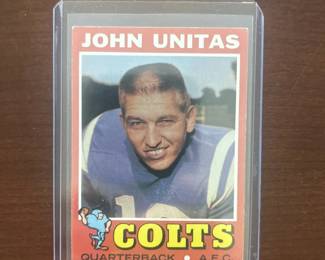 JOHN UNITAS
COLTS
QUARTERBACK • A.F.C.